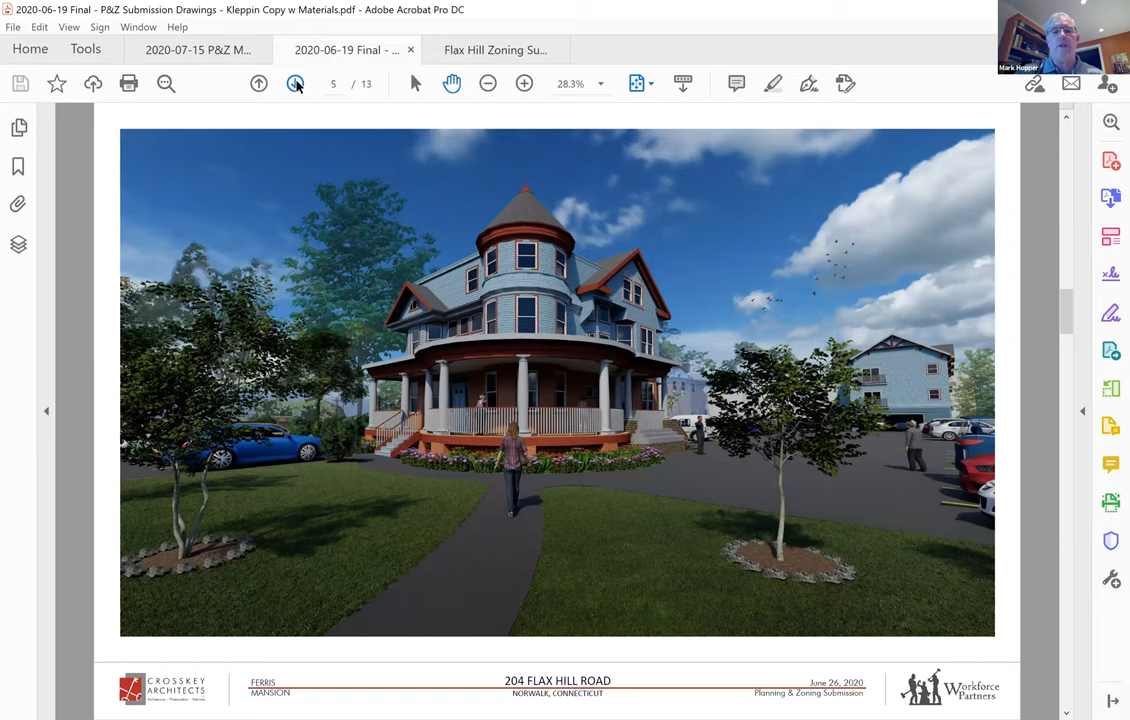 2020-06-19 Final - P&Z Submission Drawings - Kleppin Copy w Materials.pdf - Adobe Acrobat Pro DC
File Edit View Sign Window Help
Home Tools 2020-07-15 P&Z M... 2020-06-19 Final - ... × Flax Hill Zoning Su...
5 / 13 28.3%
Mark Hopper
CROSSKEY
ARCHITECTS
Architecture Preservation Interiors
FERRIS
MANSION
204 FLAX HILL ROAD
NORWALK, CONNECTICUT
June 26, 2020
Planning & Zoning Submission
Workforce
Partners